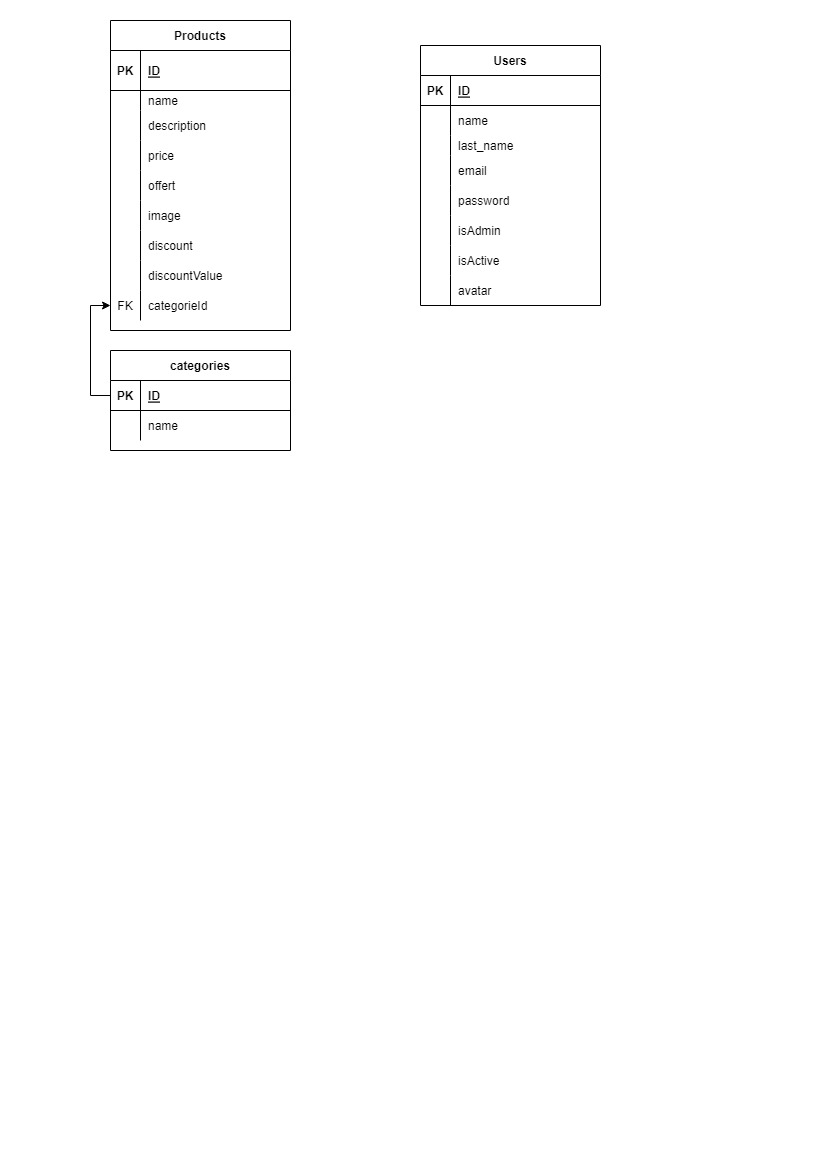 Products
PK ID
name
description
price
offert
image
discount
discountValue
FK categorieId
categories
PK ID
name
Users
PK ID
name
last_name
email
password
isAdmin
isActive
avatar